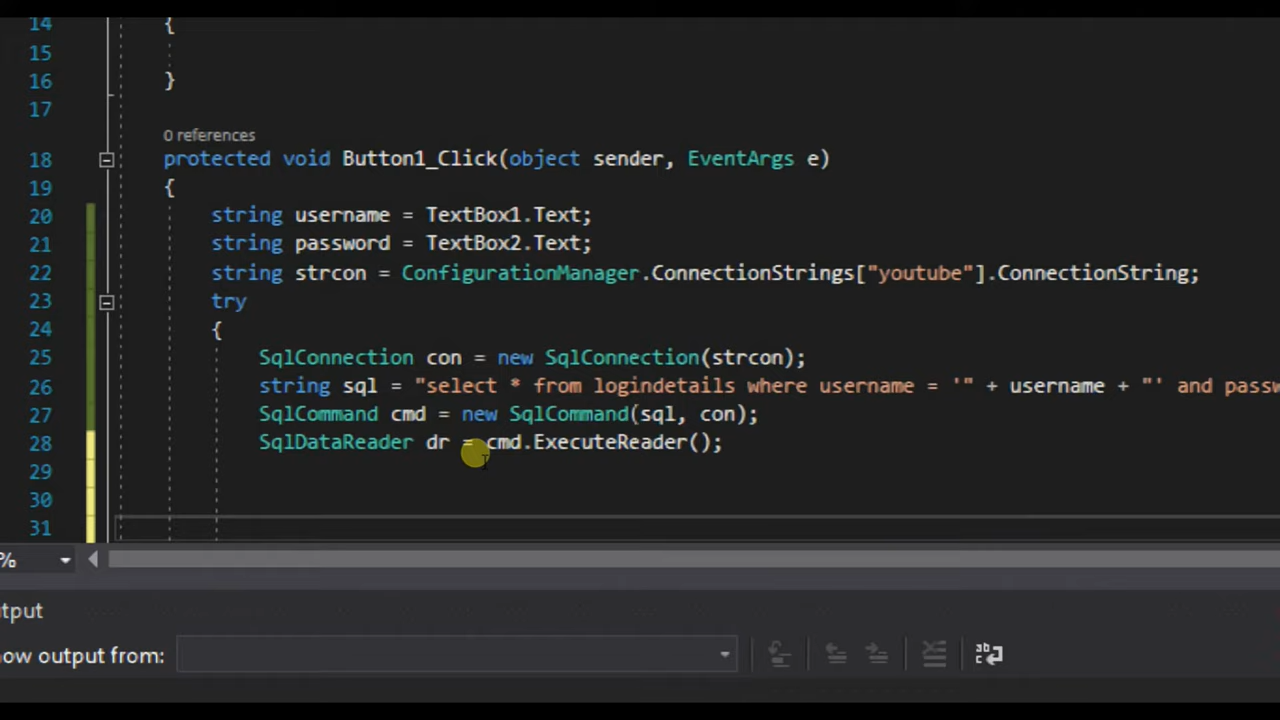 14 {
15
16 }
17
0 references
18 protected void Button1_Click(object sender, EventArgs e)
19 {
20 string username = TextBox1.Text;
21 string password = TextBox2.Text;
22 string strcon = ConfigurationManager.ConnectionStrings["youtube"].ConnectionString;
23 try
24 {
25 SqlConnection con = new SqlConnection(strcon);
26 string sql = "select * from logindetails where username = '" + username + "' and passw
27 SqlCommand cmd = new SqlCommand(sql, con);
28 SqlDataReader dr = cmd.ExecuteReader();
29
30
31
%
tput
ow output from: